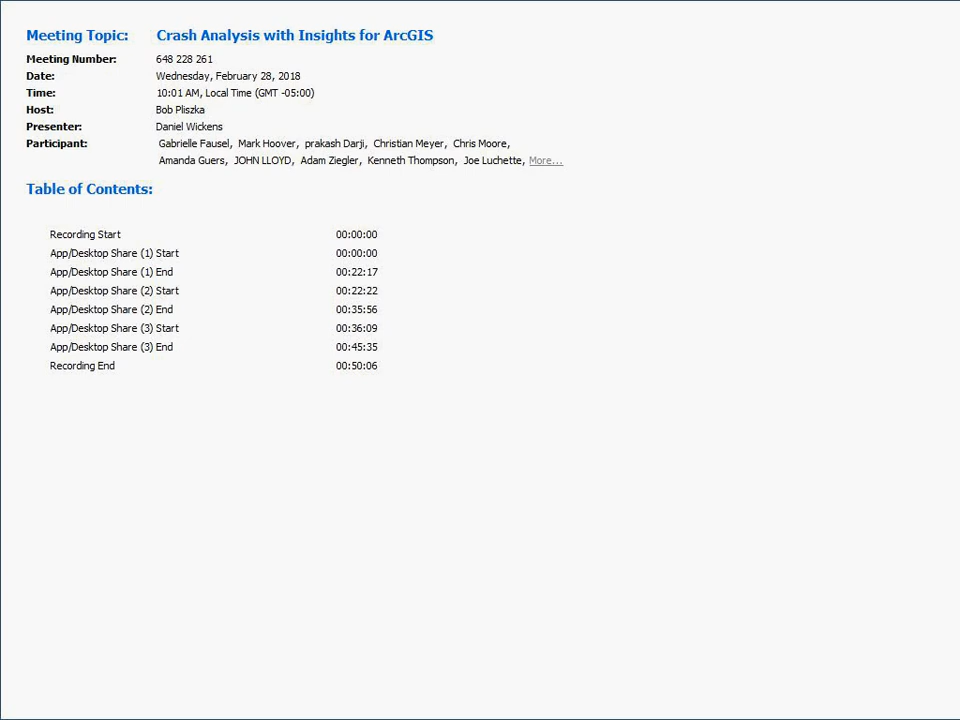 Meeting Topic: Crash Analysis with Insights for ArcGIS
Meeting Number: 648 228 261
Date: Wednesday, February 28, 2018
Time: 10:01 AM, Local Time (GMT -05:00)
Host: Bob Pliszka
Presenter: Daniel Wickens
Participant: Gabrielle Fausel, Mark Hoover, prakash Darji, Christian Meyer, Chris Moore,
Amanda Guers, JOHN LLOYD, Adam Ziegler, Kenneth Thompson, Joe Luchette, More...
Table of Contents:
Recording Start 00:00:00
App/Desktop Share (1) Start 00:00:00
App/Desktop Share (1) End 00:22:17
App/Desktop Share (2) Start 00:22:22
App/Desktop Share (2) End 00:35:56
App/Desktop Share (3) Start 00:36:09
App/Desktop Share (3) End 00:45:35
Recording End 00:50:06